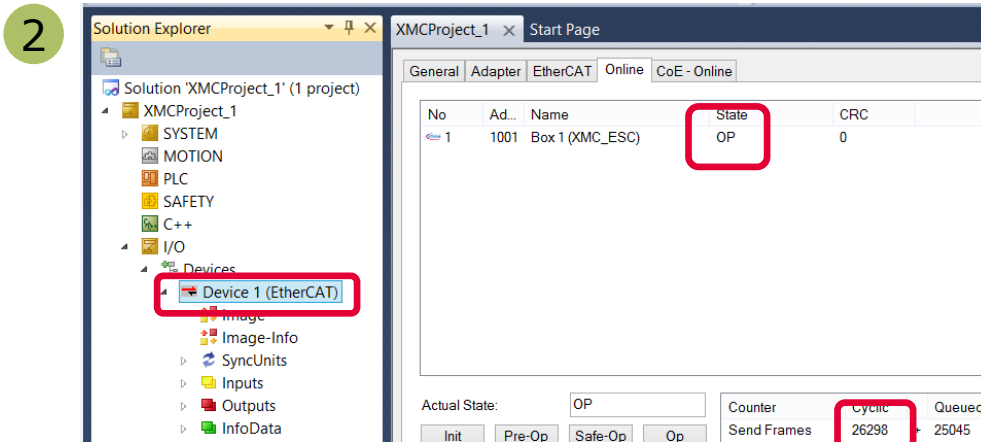 2
Solution Explorer
XMCProject_1 Start Page
General Adapter EtherCAT Online CoE - Online
Solution 'XMCProject_1' (1 project)
XMCProject_1
SYSTEM
MOTION
PLC
SAFETY
C++
I/O
Devices
Device 1 (EtherCAT)
Image
Image-Info
SyncUnits
Inputs
Outputs
InfoData
No Ad... Name State CRC
1 1001 Box 1 (XMC_ESC) OP 0
Actual State: OP
Init Pre-Op Safe-Op Op
Counter Cyclic Queued
Send Frames 26298 + 25045